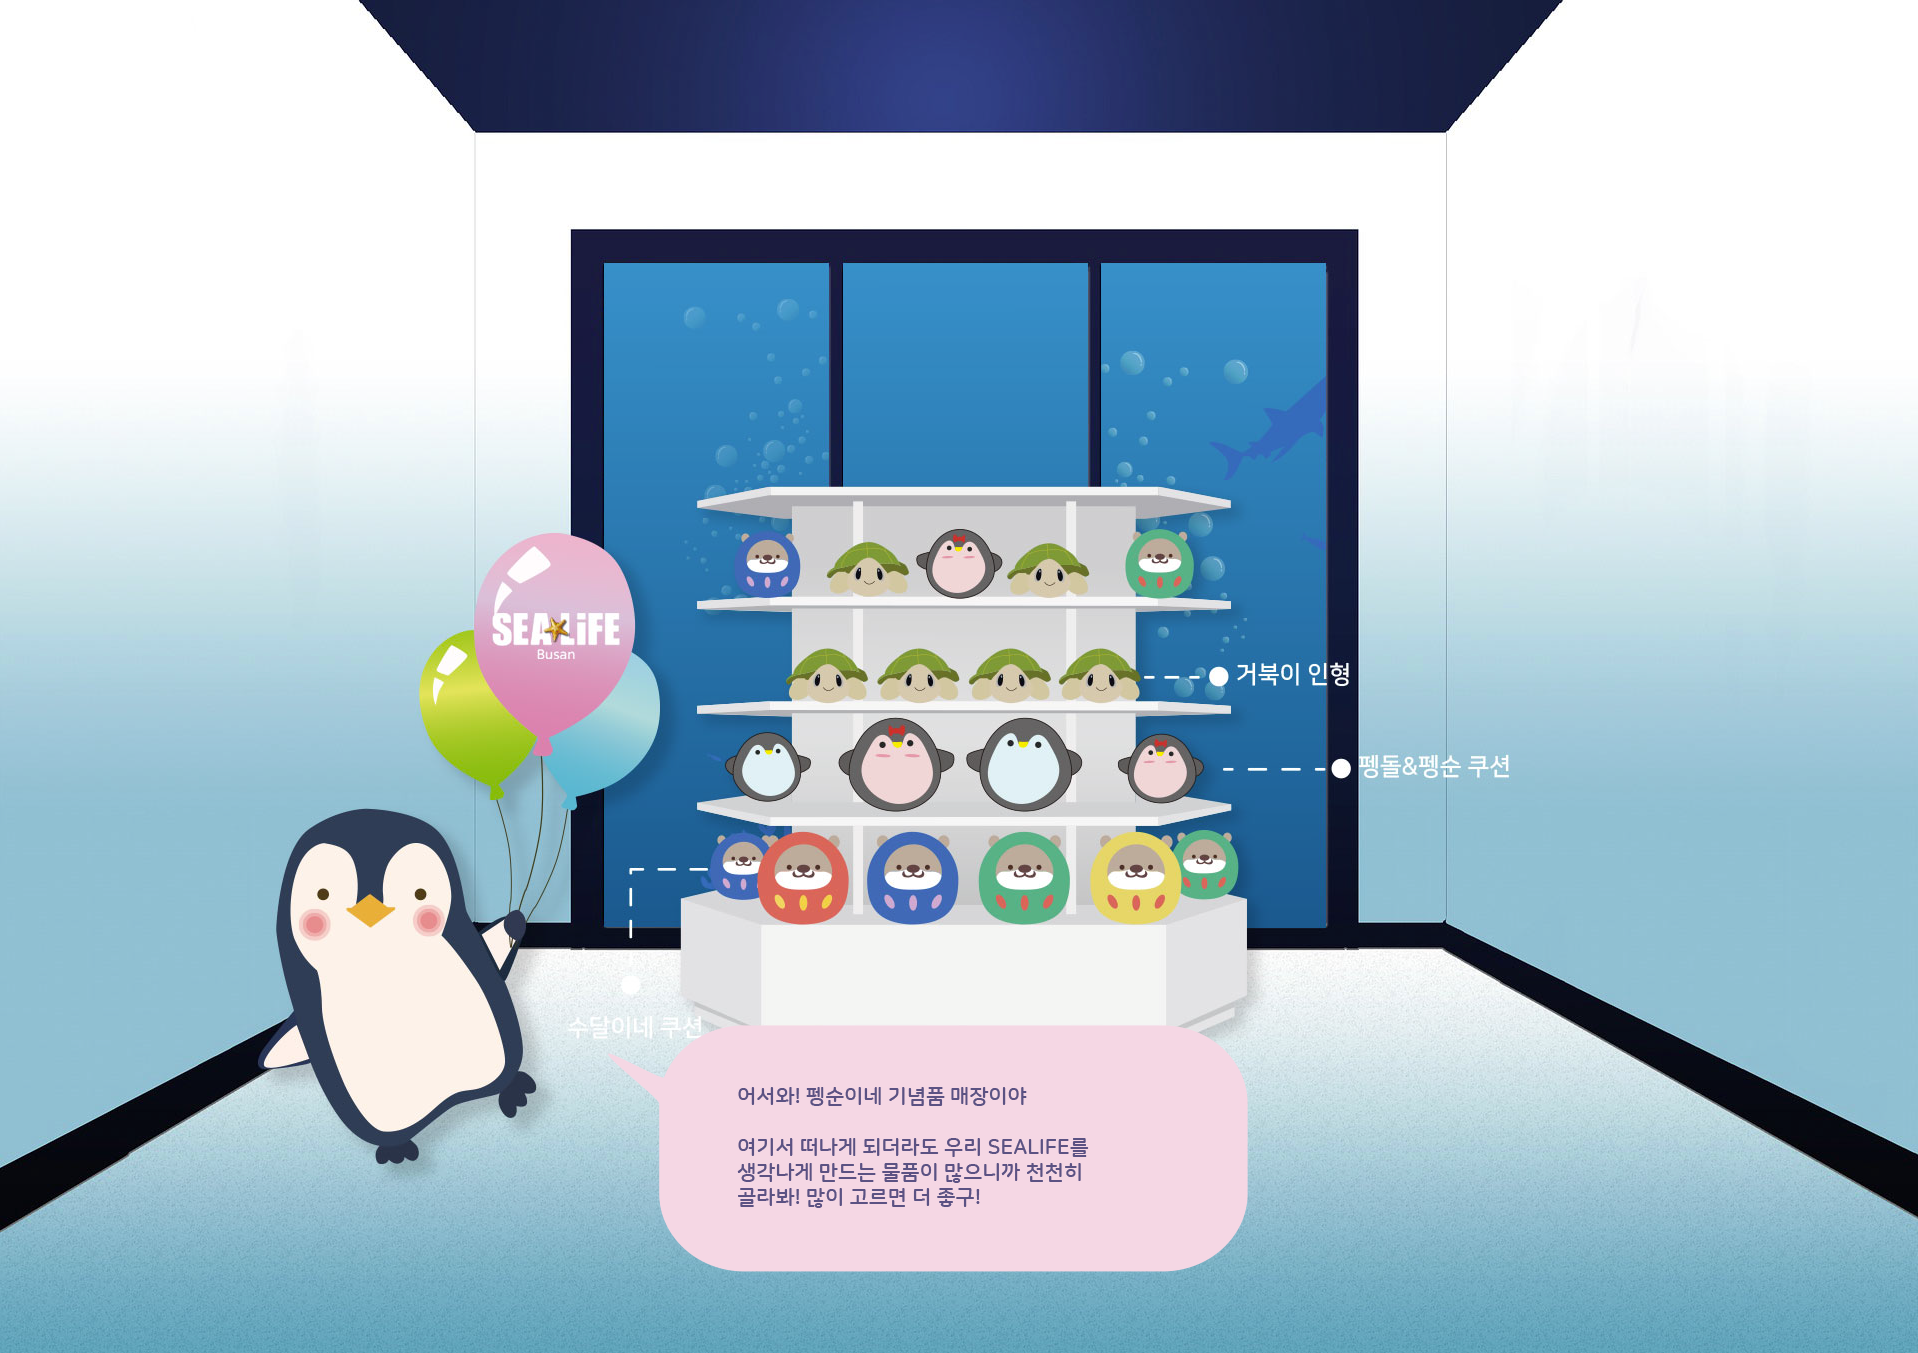 SEALiFE
Busan
거북이 인형
펭돌&펭순 쿠션
수달이네 쿠션
어서와! 펭순이네 기념품 매장이야
여기서 떠나게 되더라도 우리 SEALIFE를
생각나게 만드는 물품이 많으니까 천천히
골라봐! 많이 고르면 더 좋구!